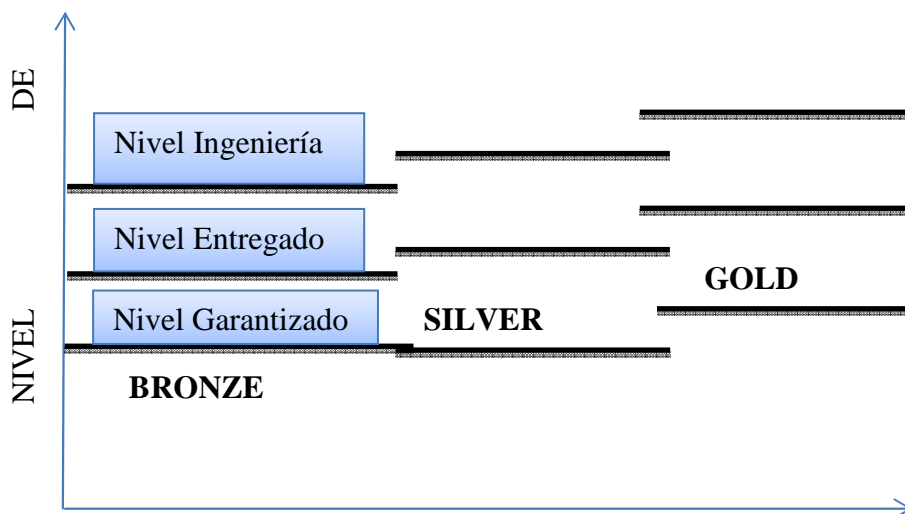 NIVEL DE
Nivel Ingeniería
Nivel Entregado
Nivel Garantizado
BRONZE
SILVER
GOLD